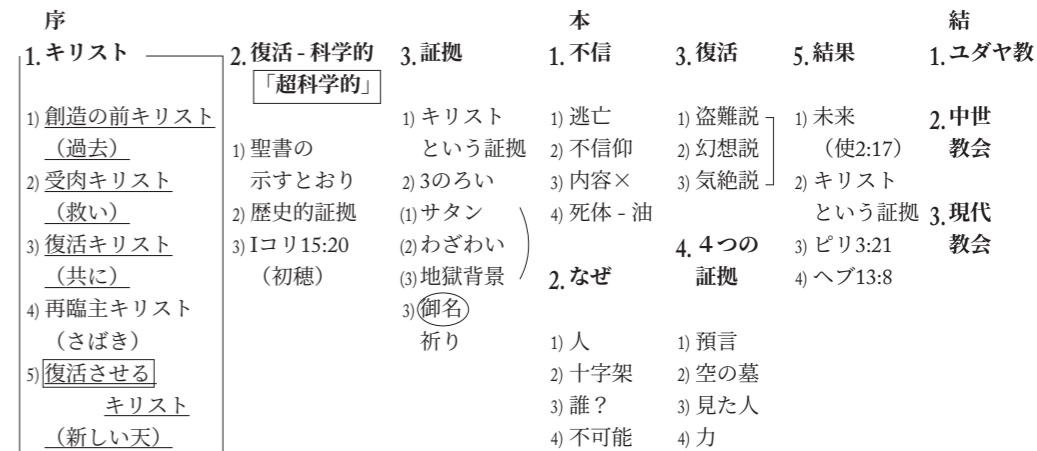 序
1. キリスト
1) 創造の前キリスト
（過去）
2) 受肉キリスト
（救い）
3) 復活キリスト
（共に）
4) 再臨主キリスト
（さばき）
5) 復活させる
キリスト
（新しい天）
2. 復活 - 科学的
「超科学的」
1) 聖書の
示すとおり
2) 歴史的証拠
3) Iコリ15:20
（初穂）
3. 証拠
1) キリスト
という証拠
2) 3のろい
(1) サタン
(2) わざわい
(3) 地獄背景
3) 御名
祈り
本
1. 不信
1) 逃亡
2) 不信仰
3) 内容×
4) 死体 - 油
2. なぜ
1) 人
2) 十字架
3) 誰？
4) 不可能
3. 復活
1) 盗難説
2) 幻想説
3) 気絶説
4. ４つの
証拠
1) 預言
2) 空の墓
3) 見た人
4) 力
5. 結果
1) 未来
（使2:17）
2) キリスト
という証拠
3) ピリ3:21
4) ヘブ13:8
結
1. ユダヤ教
2. 中世
教会
3. 現代
教会